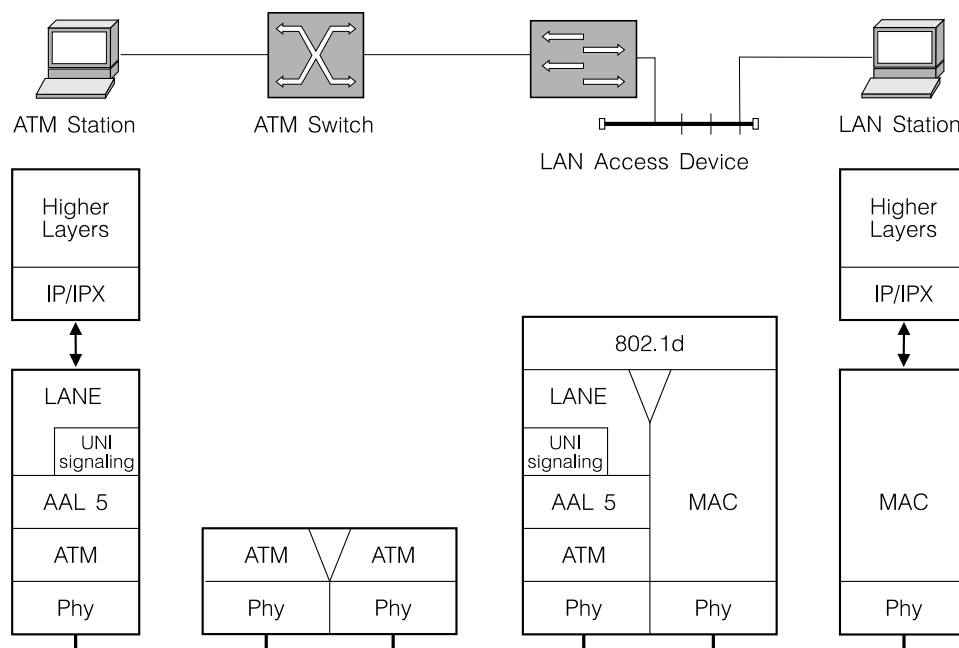 ATM Station
ATM Switch
LAN Access Device
LAN Station
Higher
Layers
IP/IPX
LANE
UNI
signaling
AAL 5
ATM
Phy
ATM
ATM
Phy
Phy
802.1d
LANE
UNI
signaling
AAL 5
ATM
Phy
MAC
Phy
Higher
Layers
IP/IPX
MAC
Phy